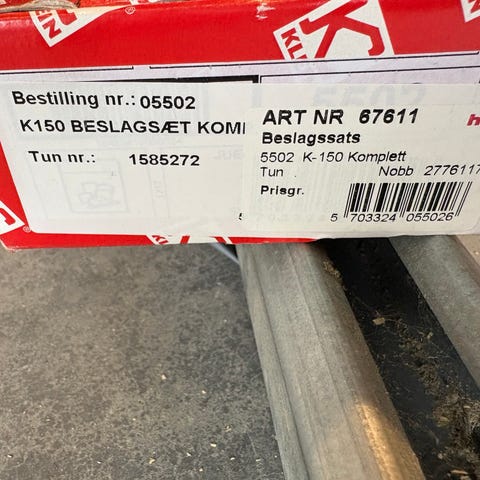 Bestilling nr.: 05502
K150 BESLAGSÆT KOM
Tun nr.: 1585272
ART NR 67611
Beslagssats
5502 K-150 Komplett
Tun . Nobb 2776117
Prisgr.
5 703324 055026